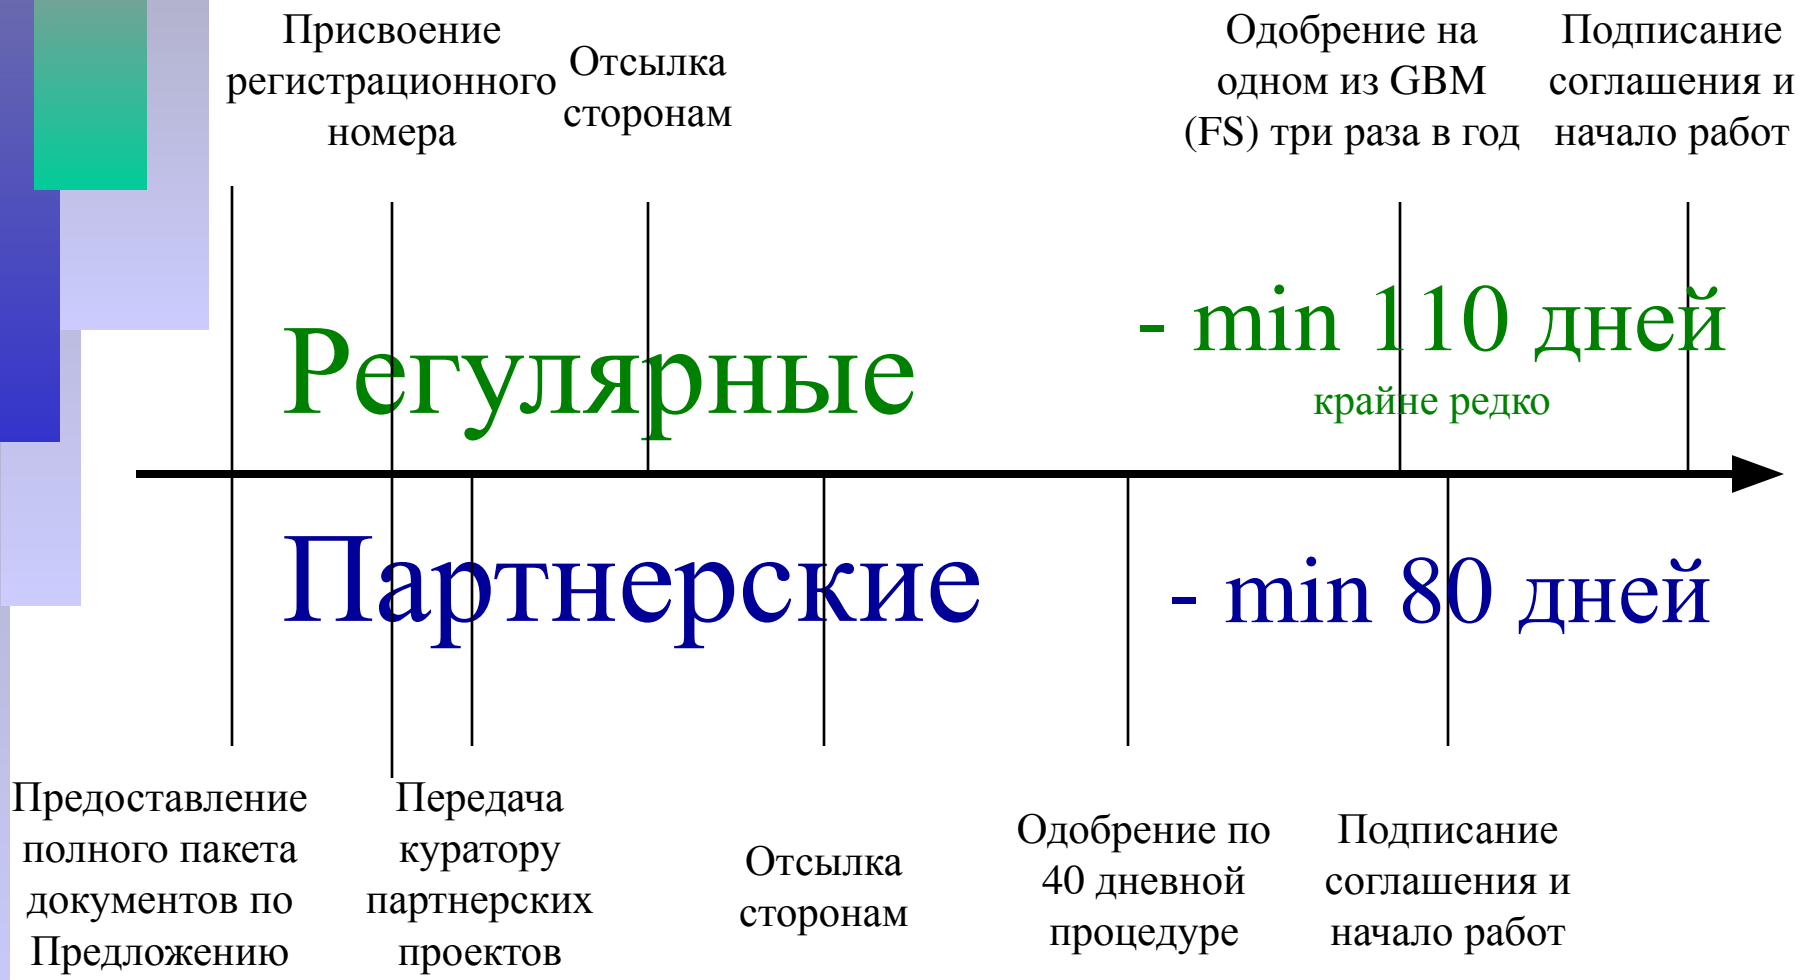 Присвоение
регистрационного
номера
Отсылка
сторонам
Одобрение на
одном из GBM
(FS) три раза в год
Подписание
соглашения и
начало работ
Регулярные
- min 110 дней
крайне редко
Партнерские
- min 80 дней
Предоставление
полного пакета
документов по
Предложению
Передача
куратору
партнерских
проектов
Отсылка
сторонам
Одобрение по
40 дневной
процедуре
Подписание
соглашения и
начало работ